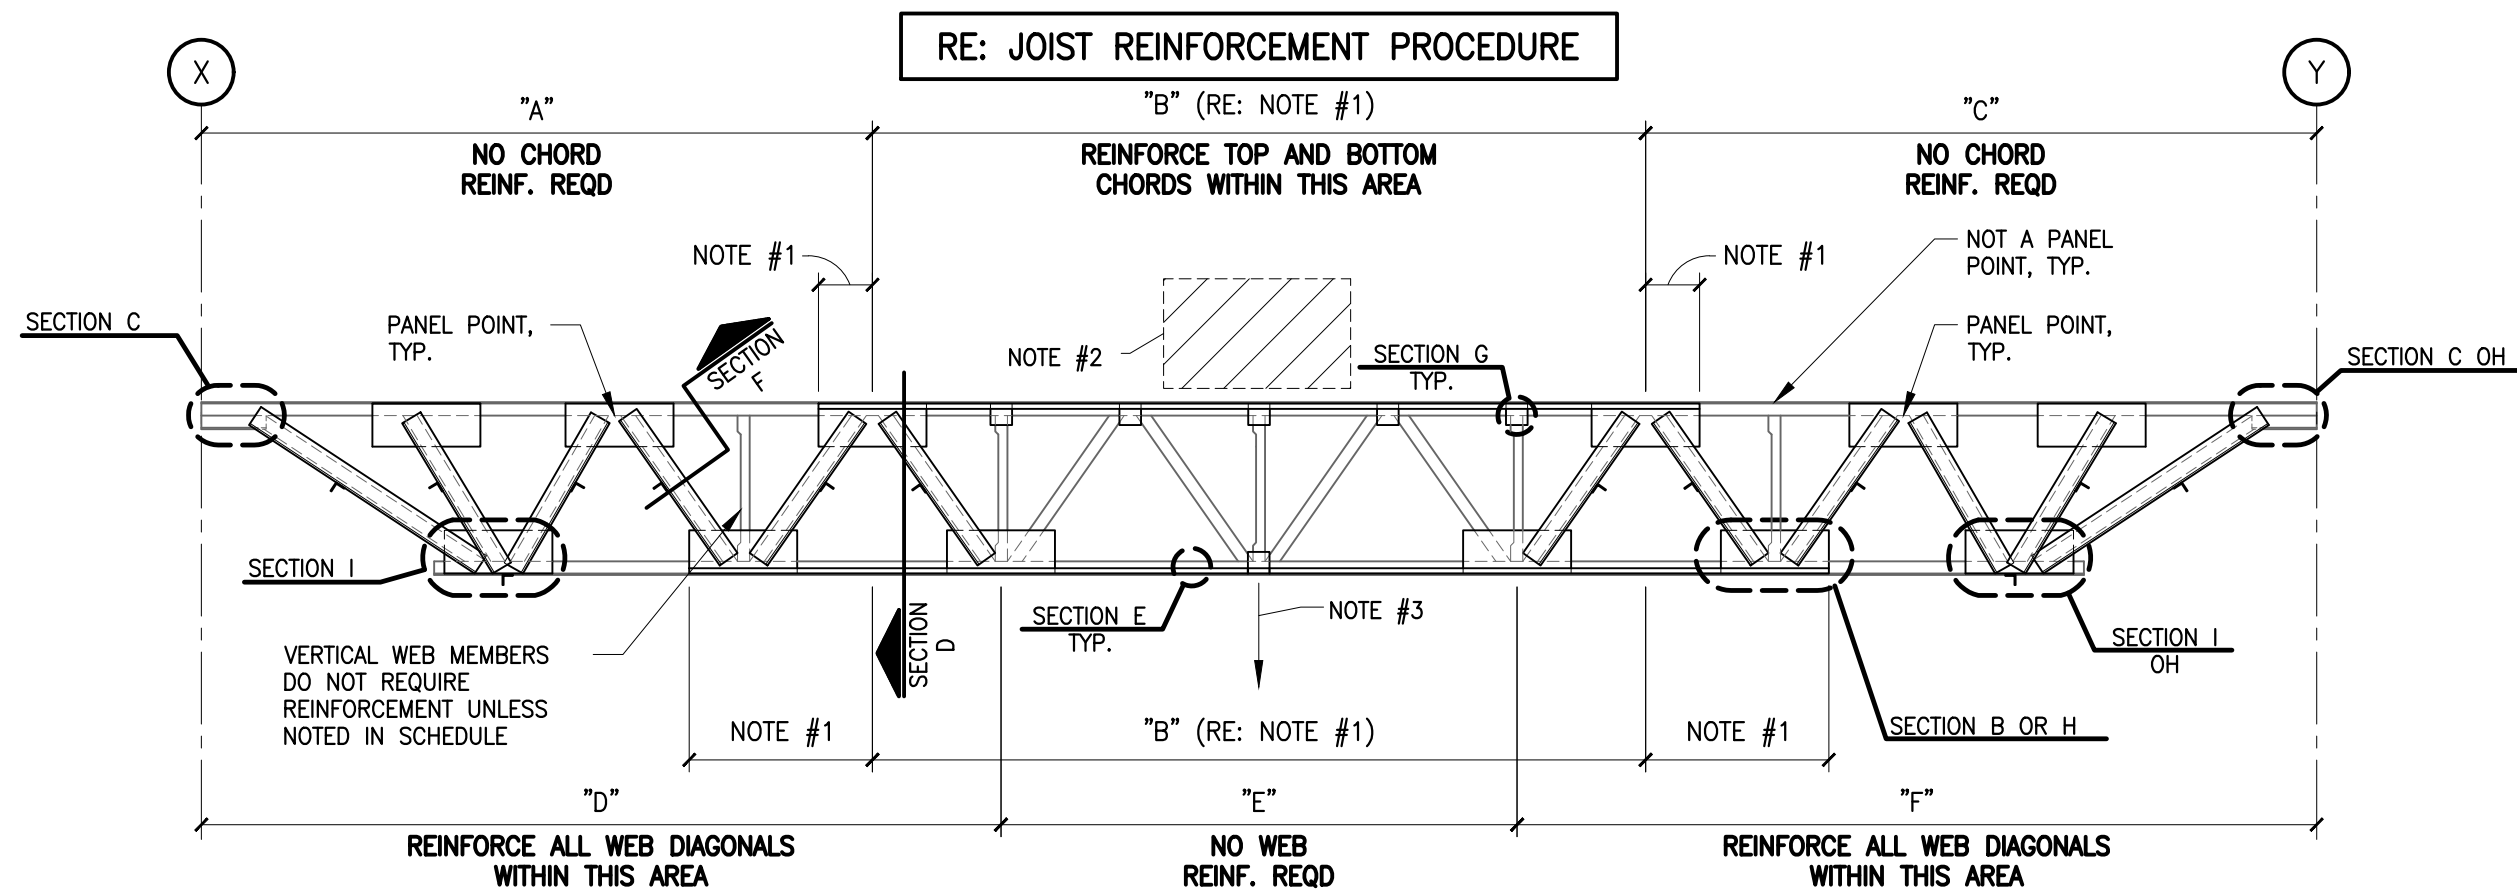 RE: JOIST REINFORCEMENT PROCEDURE
X
Y
"A"
"B" (RE: NOTE #1)
"C"
NO CHORD
REINF. REQD
REINFORCE TOP AND BOTTOM
CHORDS WITHIN THIS AREA
NO CHORD
REINF. REQD
NOTE #1
NOTE #1
NOT A PANEL
POINT, TYP.
SECTION C
PANEL POINT,
TYP.
SECTION
F
NOTE #2
SECTION G
TYP.
PANEL POINT,
TYP.
SECTION C OH
SECTION I
SECTION E
TYP.
NOTE #3
SECTION
D
SECTION I
OH
VERTICAL WEB MEMBERS
DO NOT REQUIRE
REINFORCEMENT UNLESS
NOTED IN SCHEDULE
NOTE #1
"B" (RE: NOTE #1)
NOTE #1
SECTION B OR H
"D"
"E"
"F"
REINFORCE ALL WEB DIAGONALS
WITHIN THIS AREA
NO WEB
REINF. REQD
REINFORCE ALL WEB DIAGONALS
WITHIN THIS AREA